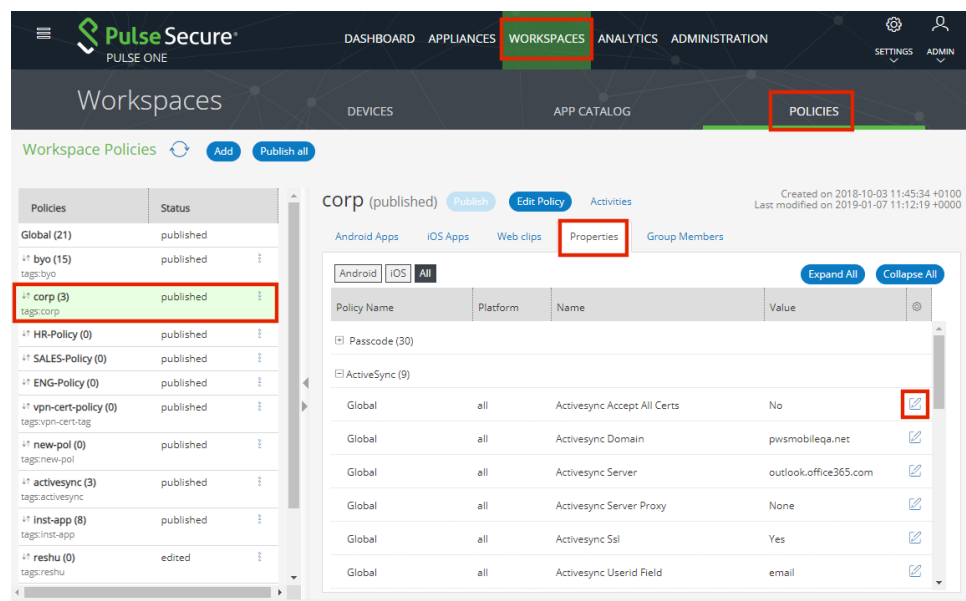 Pulse Secure®
PULSE ONE
DASHBOARD APPLIANCES WORKSPACES ANALYTICS ADMINISTRATION
SETTINGS ADMIN
Workspaces
DEVICES APP CATALOG POLICIES
Workspace Policies Add Publish all
Policies Status
Global (21) published
byo (15) published
tags:byo
corp (3) published
tags:corp
HR-Policy (0) published
SALES-Policy (0) published
ENG-Policy (0) published
vpn-cert-policy (0) published
tags:vpn-cert-tag
new-pol (0) published
tags:new-pol
activesync (3) published
tags:activesync
inst-app (8) published
tags:inst-app
reshu (0) edited
tags:reshu
corp (published) Publish Edit Policy Activities
Created on 2018-10-03 11:45:34 +0100
Last modified on 2019-01-07 11:12:19 +0000
Android Apps iOS Apps Web clips Properties Group Members
Android iOS All Expand All Collapse All
Policy Name Platform Name Value
Passcode (30)
ActiveSync (9)
Global all Activesync Accept All Certs No
Global all Activesync Domain pwsmobileqa.net
Global all Activesync Server outlook.office365.com
Global all Activesync Server Proxy None
Global all Activesync Ssl Yes
Global all Activesync Userid Field email